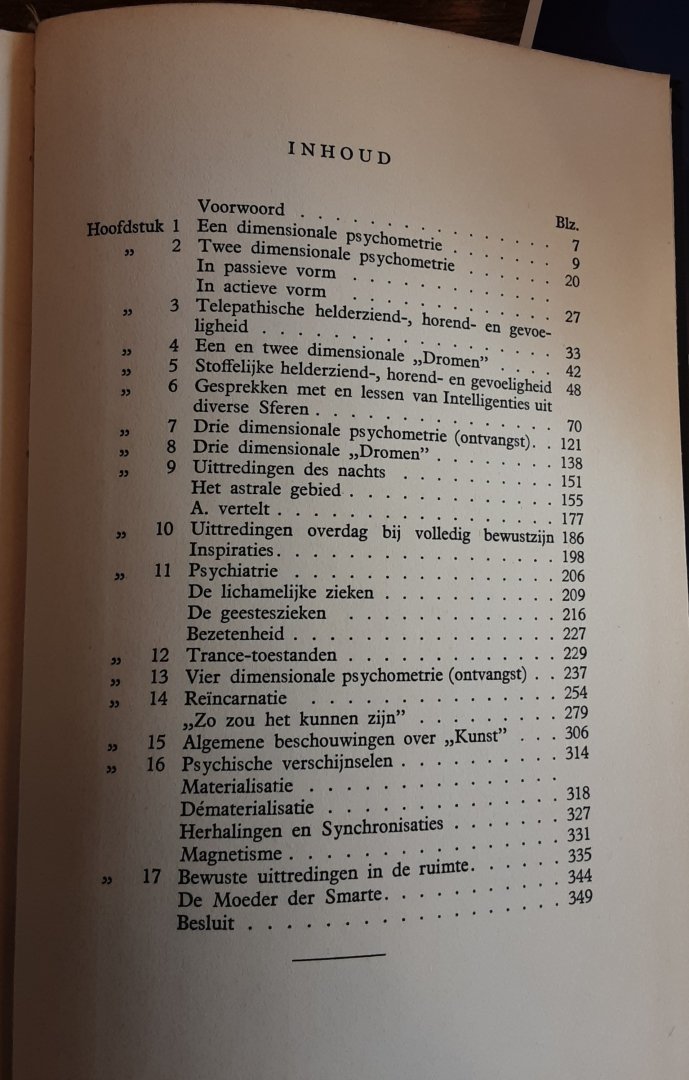 INHOUD
Blz.
Voorwoord . . . . . . . . . . . . . 7
Hoofdstuk 1 Een dimensionale psychometrie . . . . . . 9
„ 2 Twee dimensionale psychometrie . . . . . . 20
In passieve vorm . . . . . . . . . . .
In actieve vorm . . . . . . . . . . . 27
„ 3 Telepathische helderziend-, horend- en gevoe-
ligheid . . . . . . . . . . . . . . 33
„ 4 Een en twee dimensionale „Dromen” . . . . 42
„ 5 Stoffelijke helderziend-, horend- en gevoeligheid 48
„ 6 Gesprekken met en lessen van Intelligenties uit
diverse Sferen . . . . . . . . . . . . 70
„ 7 Drie dimensionale psychometrie (ontvangst) . . 121
„ 8 Drie dimensionale „Dromen” . . . . . . . 138
„ 9 Uittredingen des nachts . . . . . . . . . 151
Het astrale gebied . . . . . . . . . . . 155
A. vertelt . . . . . . . . . . . . . . 177
„ 10 Uittredingen overdag bij volledig bewustzijn 186
Inspiraties . . . . . . . . . . . . . . 198
„ 11 Psychiatrie . . . . . . . . . . . . . . 206
De lichamelijke zieken . . . . . . . . . . 209
De geesteszieken . . . . . . . . . . . . 216
Bezetenheid . . . . . . . . . . . . . . 227
„ 12 Trance-toestanden . . . . . . . . . . . 229
„ 13 Vier dimensionale psychometrie (ontvangst) . . 237
„ 14 Reïncarnatie . . . . . . . . . . . . . 254
„Zo zou het kunnen zijn” . . . . . . . . 279
„ 15 Algemene beschouwingen over „Kunst” . . . 306
„ 16 Psychische verschijnselen . . . . . . . . . 314
Materialisatie . . . . . . . . . . . . .
Dématerialisatie . . . . . . . . . . . . 318
Herhalingen en Synchronisaties . . . . . . 327
Magnetisme . . . . . . . . . . . . . . 331
„ 17 Bewuste uittredingen in de ruimte . . . . . 335
De Moeder der Smarte . . . . . . . . . . 344
Besluit . . . . . . . . . . . . . . . . 349